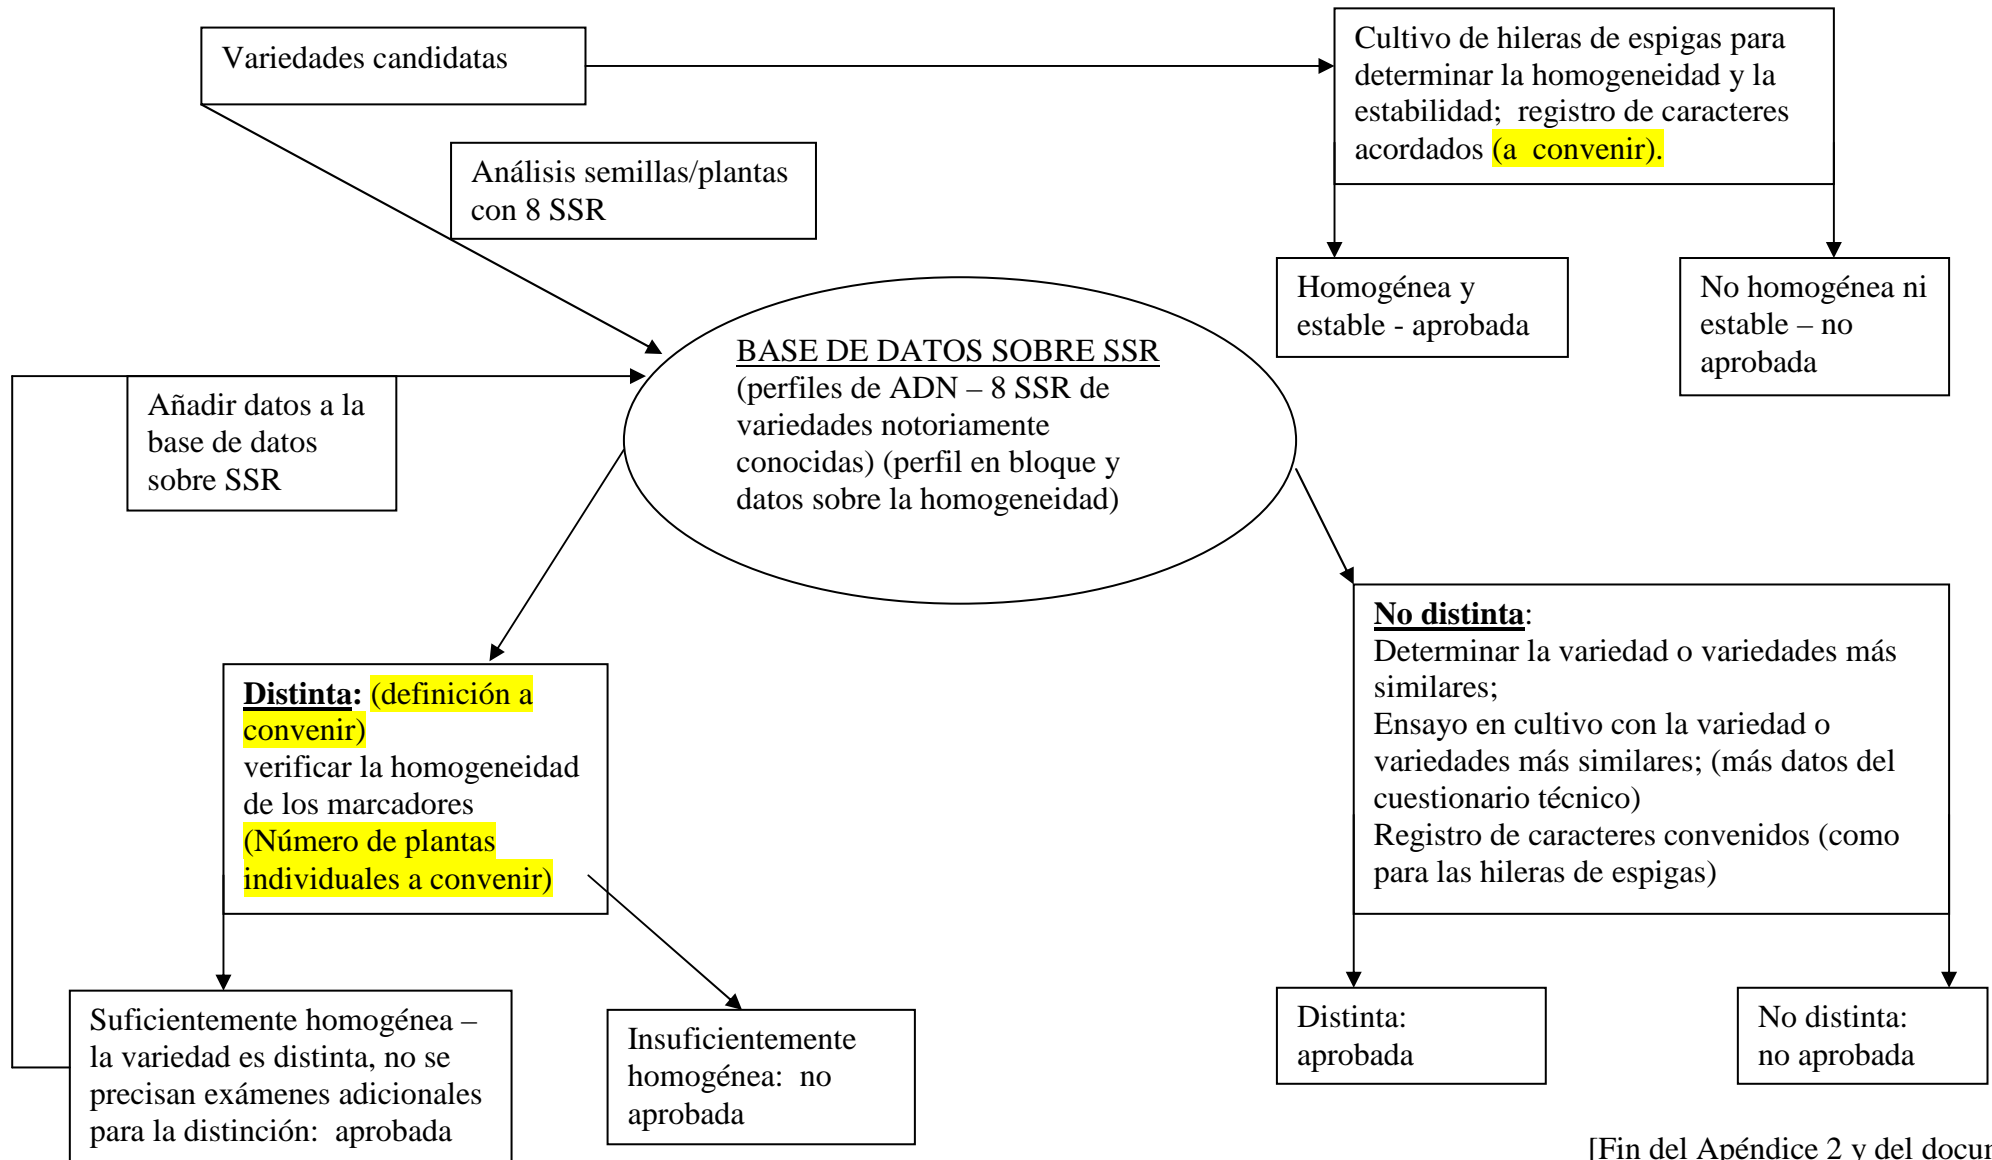 Variedades candidatas
Cultivo de hileras de espigas para
determinar la homogeneidad y la
estabilidad; registro de caracteres
acordados (a convenir).
Análisis semillas/plantas
con 8 SSR
Homogénea y
estable - aprobada
No homogénea ni
estable – no
aprobada
BASE DE DATOS SOBRE SSR
(perfiles de ADN – 8 SSR de
variedades notoriamente
conocidas) (perfil en bloque y
datos sobre la homogeneidad)
Añadir datos a la
base de datos
sobre SSR
Distinta: (definición a
convenir)
verificar la homogeneidad
de los marcadores
(Número de plantas
individuales a convenir)
No distinta:
Determinar la variedad o variedades más
similares;
Ensayo en cultivo con la variedad o
variedades más similares; (más datos del
cuestionario técnico)
Registro de caracteres convenidos (como
para las hileras de espigas)
Suficientemente homogénea –
la variedad es distinta, no se
precisan exámenes adicionales
para la distinción: aprobada
Insuficientemente
homogénea: no
aprobada
Distinta:
aprobada
No distinta:
no aprobada
[Fin del Apéndice 2 y del docu